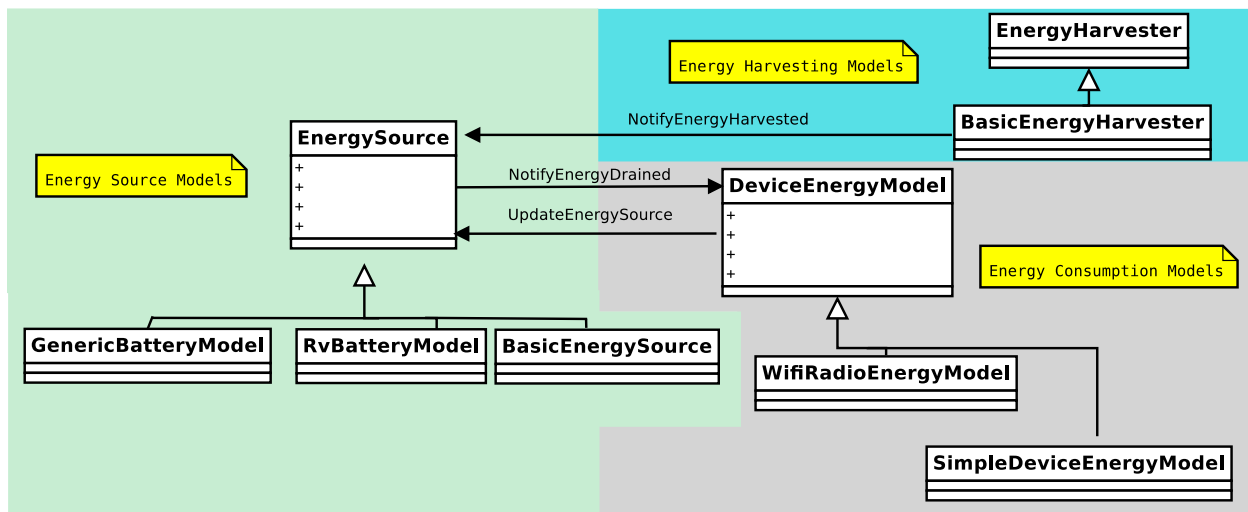 EnergyHarvester
Energy Harvesting Models
BasicEnergyHarvester
NotifyEnergyHarvested
EnergySource
+
+
+
+
Energy Source Models
NotifyEnergyDrained
UpdateEnergySource
DeviceEnergyModel
+
+
+
+
Energy Consumption Models
GenericBatteryModel
RvBatteryModel
BasicEnergySource
WifiRadioEnergyModel
SimpleDeviceEnergyModel